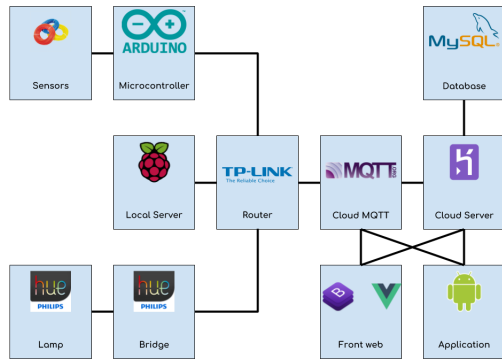 ARDUINO
MySQL
Sensors
Microcontroller
Database
TP-LINK
The Reliable Choice
MQTT
Local Server
Router
Cloud MQTT
Cloud Server
hue
PHILIPS
hue
PHILIPS
B
Lamp
Bridge
Front web
Application